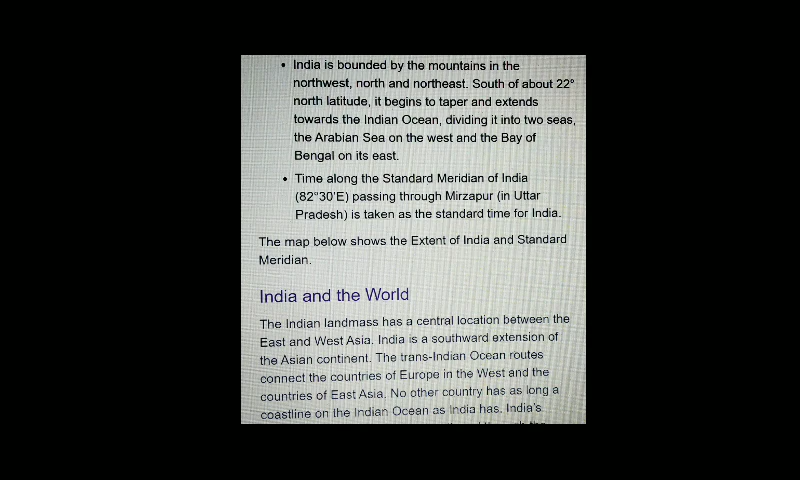 • India is bounded by the mountains in the
northwest, north and northeast. South of about 22°
north latitude, it begins to taper and extends
towards the Indian Ocean, dividing it into two seas,
the Arabian Sea on the west and the Bay of
Bengal on its east.
• Time along the Standard Meridian of India
(82°30'E) passing through Mirzapur (in Uttar
Pradesh) is taken as the standard time for India.
The map below shows the Extent of India and Standard
Meridian.
India and the World
The Indian landmass has a central location between the
East and West Asia. India is a southward extension of
the Asian continent. The trans-Indian Ocean routes
connect the countries of Europe in the West and the
countries of East Asia. No other country has as long a
coastline on the Indian Ocean as India has. India's